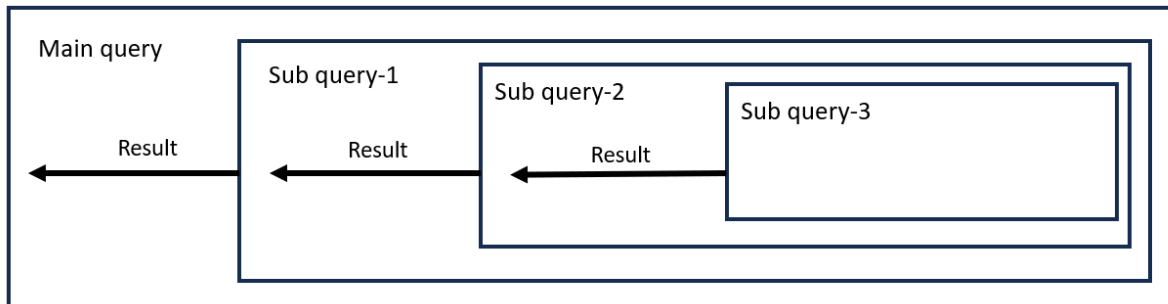 Main query
Sub query-1
Sub query-2
Sub query-3
Result
Result
Result